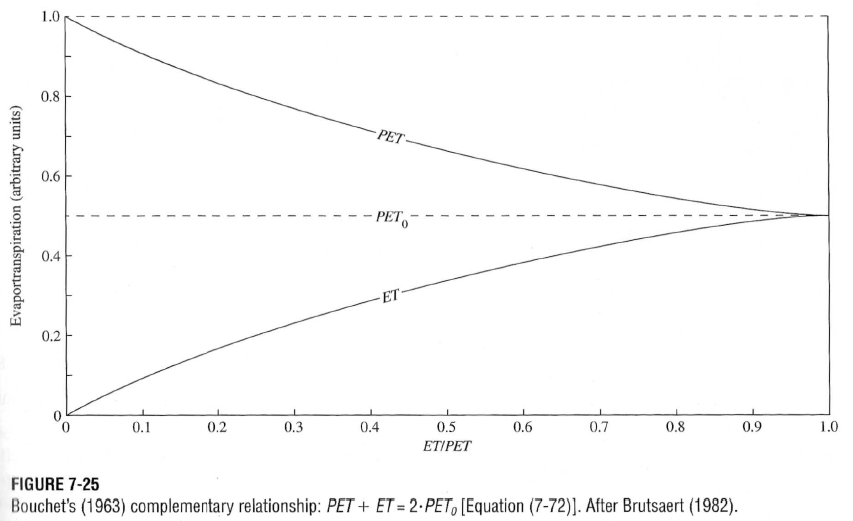 1.0
0.8
0.6
0.4
0.2
0
Evaportranspiration (arbitrary units)
PET
PET0
ET
0 0.1 0.2 0.3 0.4 0.5 0.6 0.7 0.8 0.9 1.0
ET/PET
FIGURE 7-25
Bouchet's (1963) complementary relationship: PET + ET = 2·PET0 [Equation (7-72)]. After Brutsaert (1982).